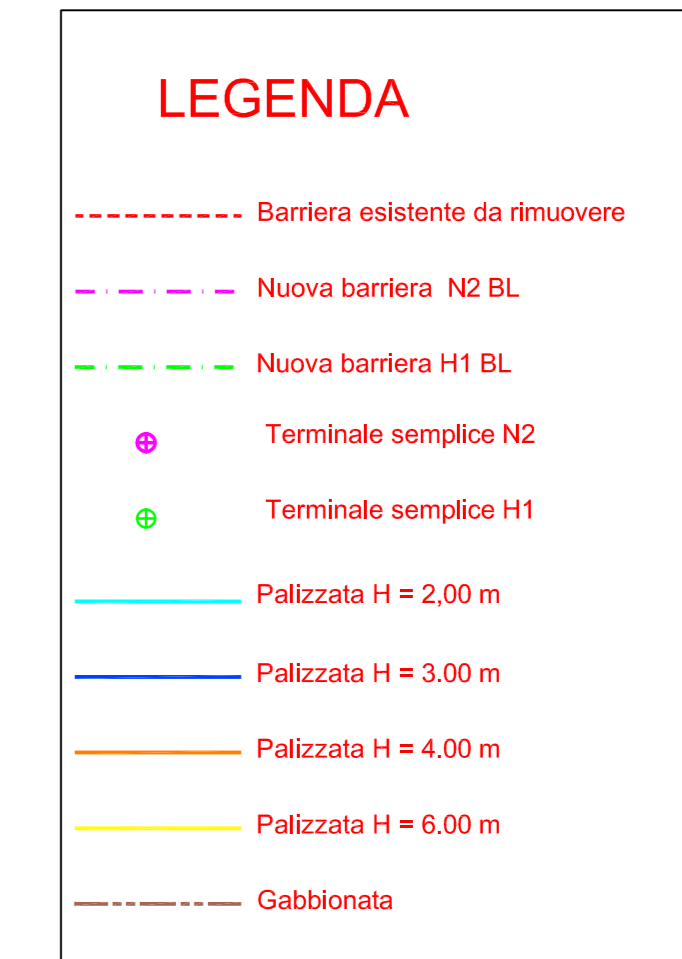 LEGENDA
Barriera esistente da rimuovere
Nuova barriera N2 BL
Nuova barriera H1 BL
Terminale semplice N2
Terminale semplice H1
Palizzata H = 2,00 m
Palizzata H = 3.00 m
Palizzata H = 4.00 m
Palizzata H = 6.00 m
Gabbionata